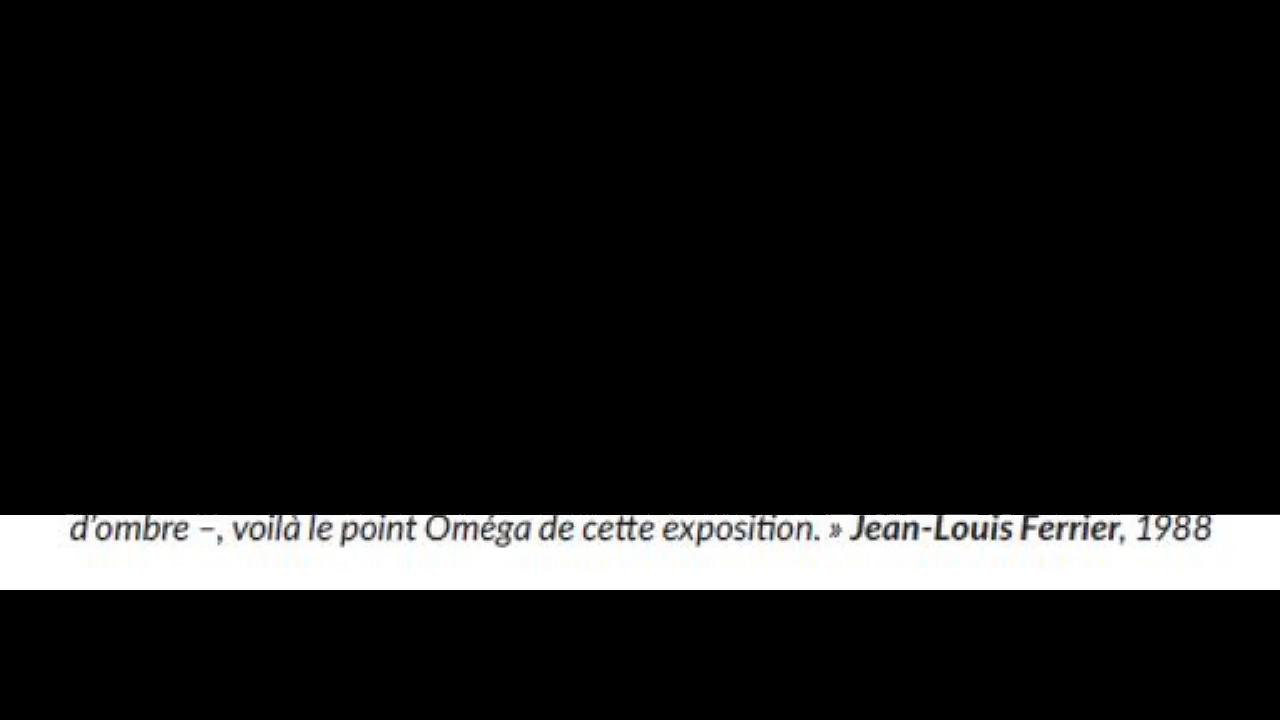 d'ombre –, voilà le point Oméga de cette exposition. » Jean-Louis Ferrier, 1988